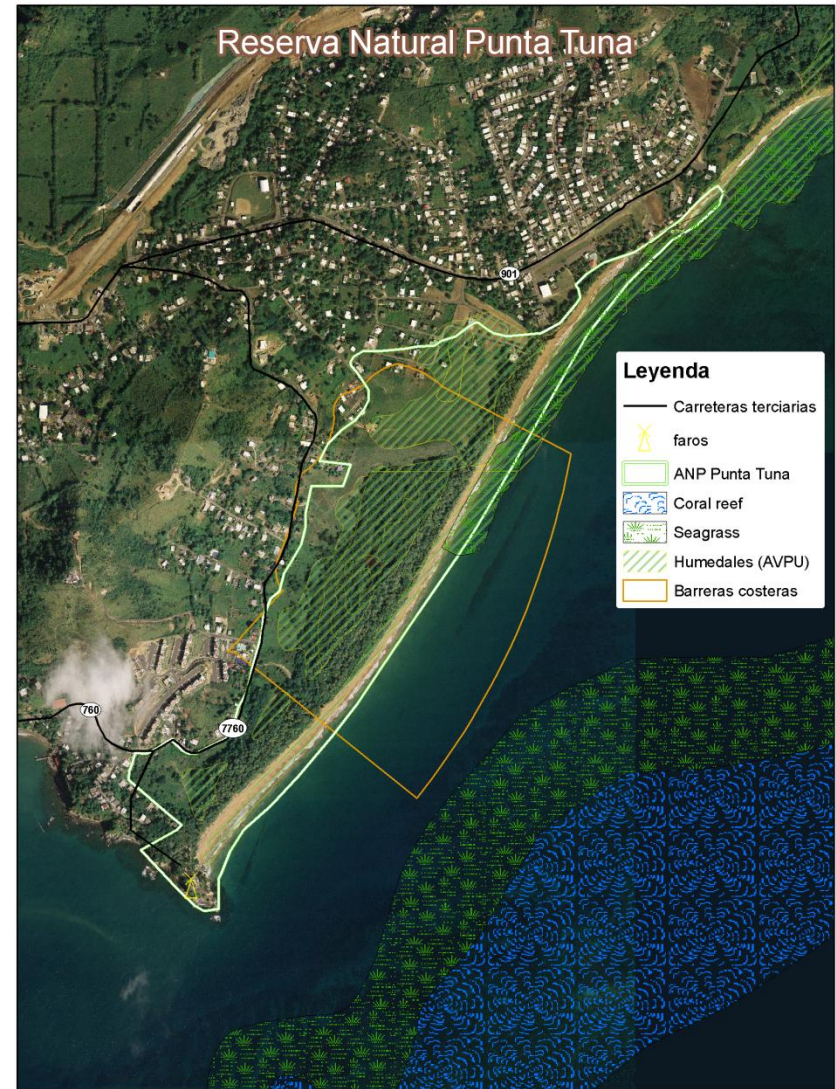 Reserva Natural Punta Tuna
901
Leyenda
Carreteras terciarias
faros
ANP Punta Tuna
Coral reef
Seagrass
Humedales (AVPU)
Barreras costeras
760
7760